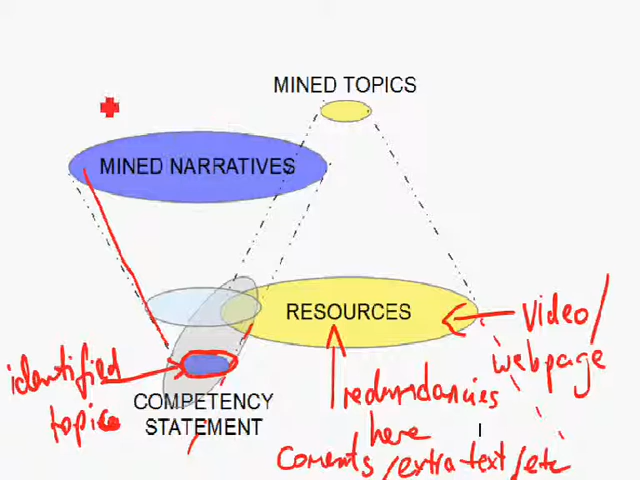 MINED TOPICS
MINED NARRATIVES
RESOURCES
Video/
webpage
identified
topics
COMPETENCY
STATEMENT
redundancies
here
Coments/extra text/etc